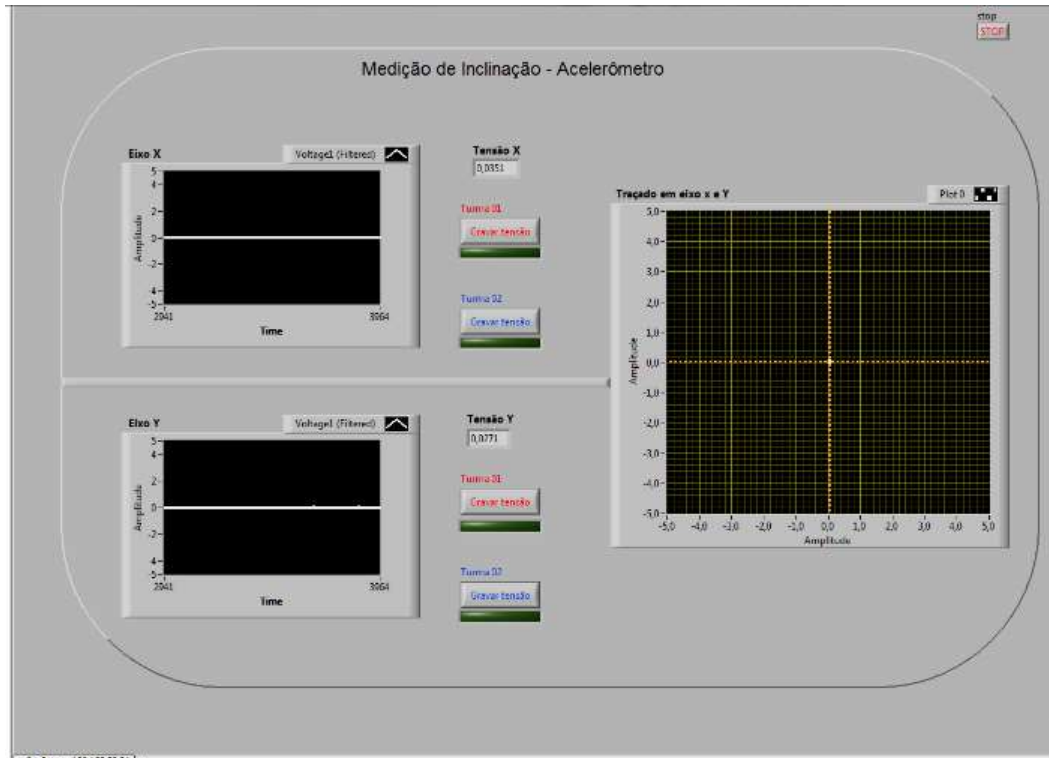 stop
STOP
Medição de Inclinação - Acelerômetro
Eixo X
Voltage1 (Filtered)
5
4
2
0
-2
-4
-5
Amplitude
2941
3964
Time
Tensão X
0,0351
Turma 01
Gravar tensão
Turma 02
Gravar tensão
Eixo Y
Voltage1 (Filtered)
5
4
2
0
-2
-4
-5
Amplitude
2941
3964
Time
Tensão Y
0,0271
Turma 01
Gravar tensão
Turma 02
Gravar tensão
Traçado em eixo x e Y
Plot 0
5,0
4,0
3,0
2,0
1,0
0,0
-1,0
-2,0
-3,0
-4,0
-5,0
Amplitude
-5,0 -4,0 -3,0 -2,0 -1,0 0,0 1,0 2,0 3,0 4,0 5,0
Amplitude